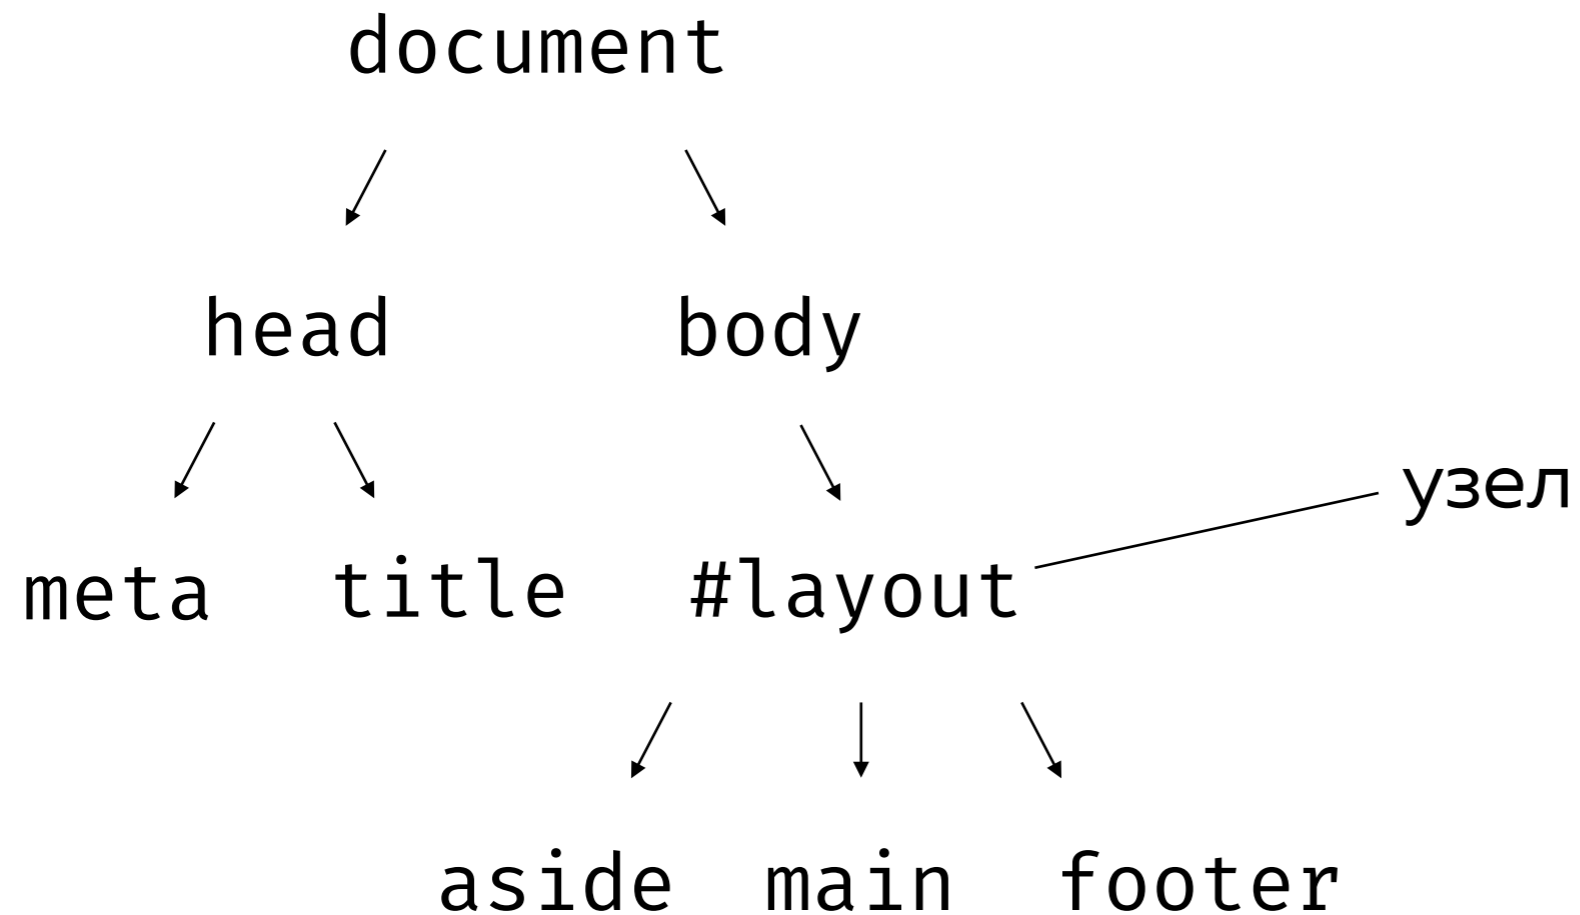 document
head body
узел
meta title #layout
aside main footer